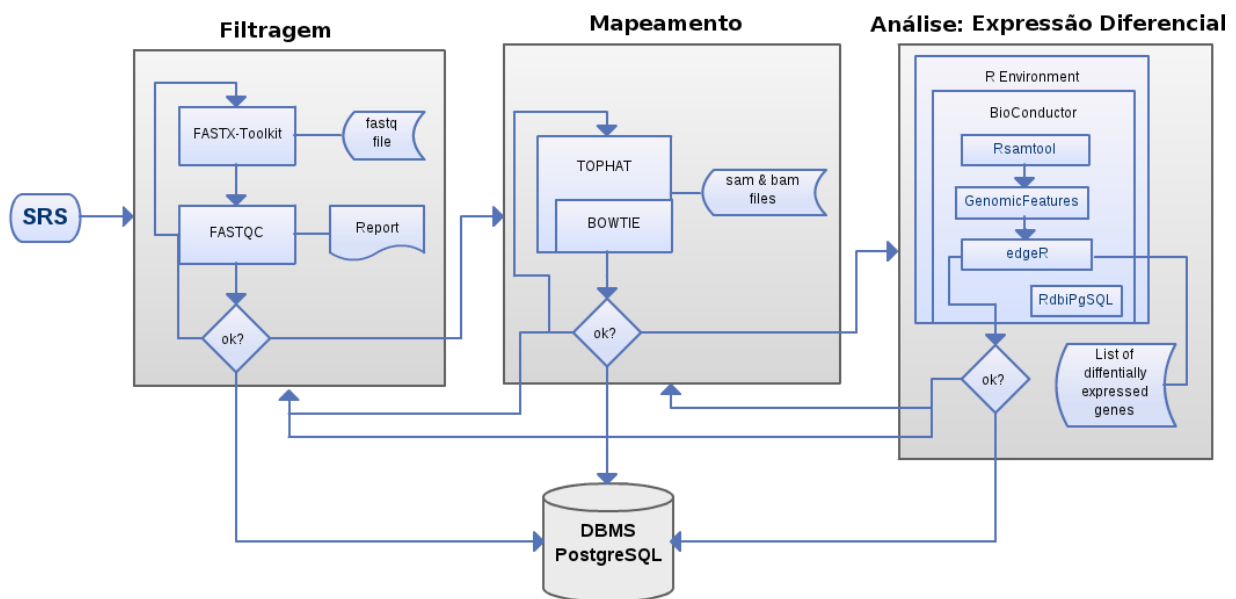 Filtragem
Mapeamento
Análise: Expressão Diferencial
SRS
FASTX-Toolkit
fastq
file
FASTQC
Report
ok?
TOPHAT
BOWTIE
sam & bam
files
ok?
R Environment
BioConductor
Rsamtool
GenomicFeatures
edgeR
RdbiPgSQL
ok?
List of
diffentially
expressed
genes
DBMS
PostgreSQL